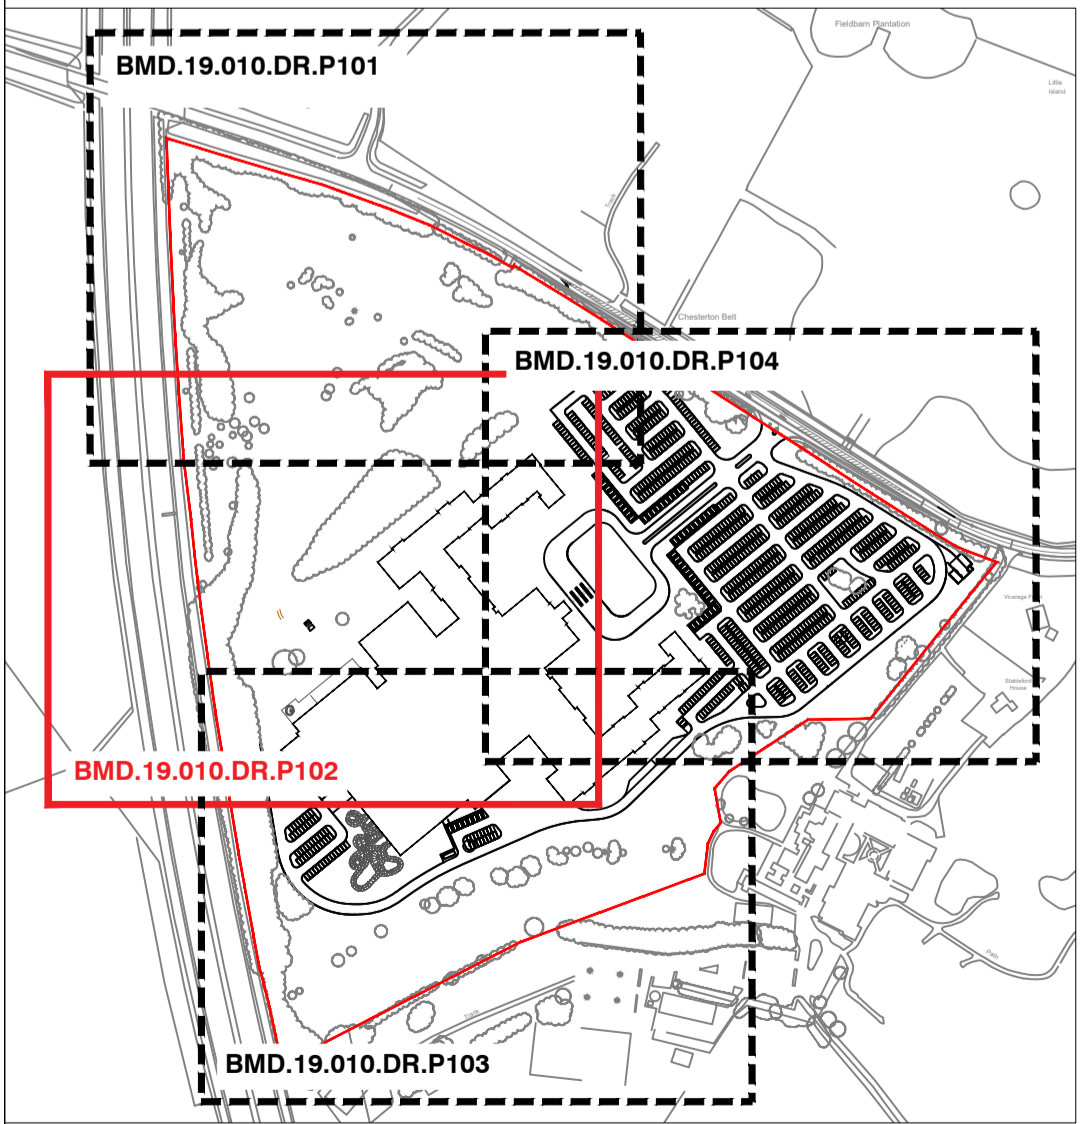 Fieldbarn Plantation
BMD.19.010.DR.P101
Little
Island
Track
Chesterton Belt
BMD.19.010.DR.P104
Vicarage F
Stableford
House
BMD.19.010.DR.P102
Path
Track
BMD.19.010.DR.P103